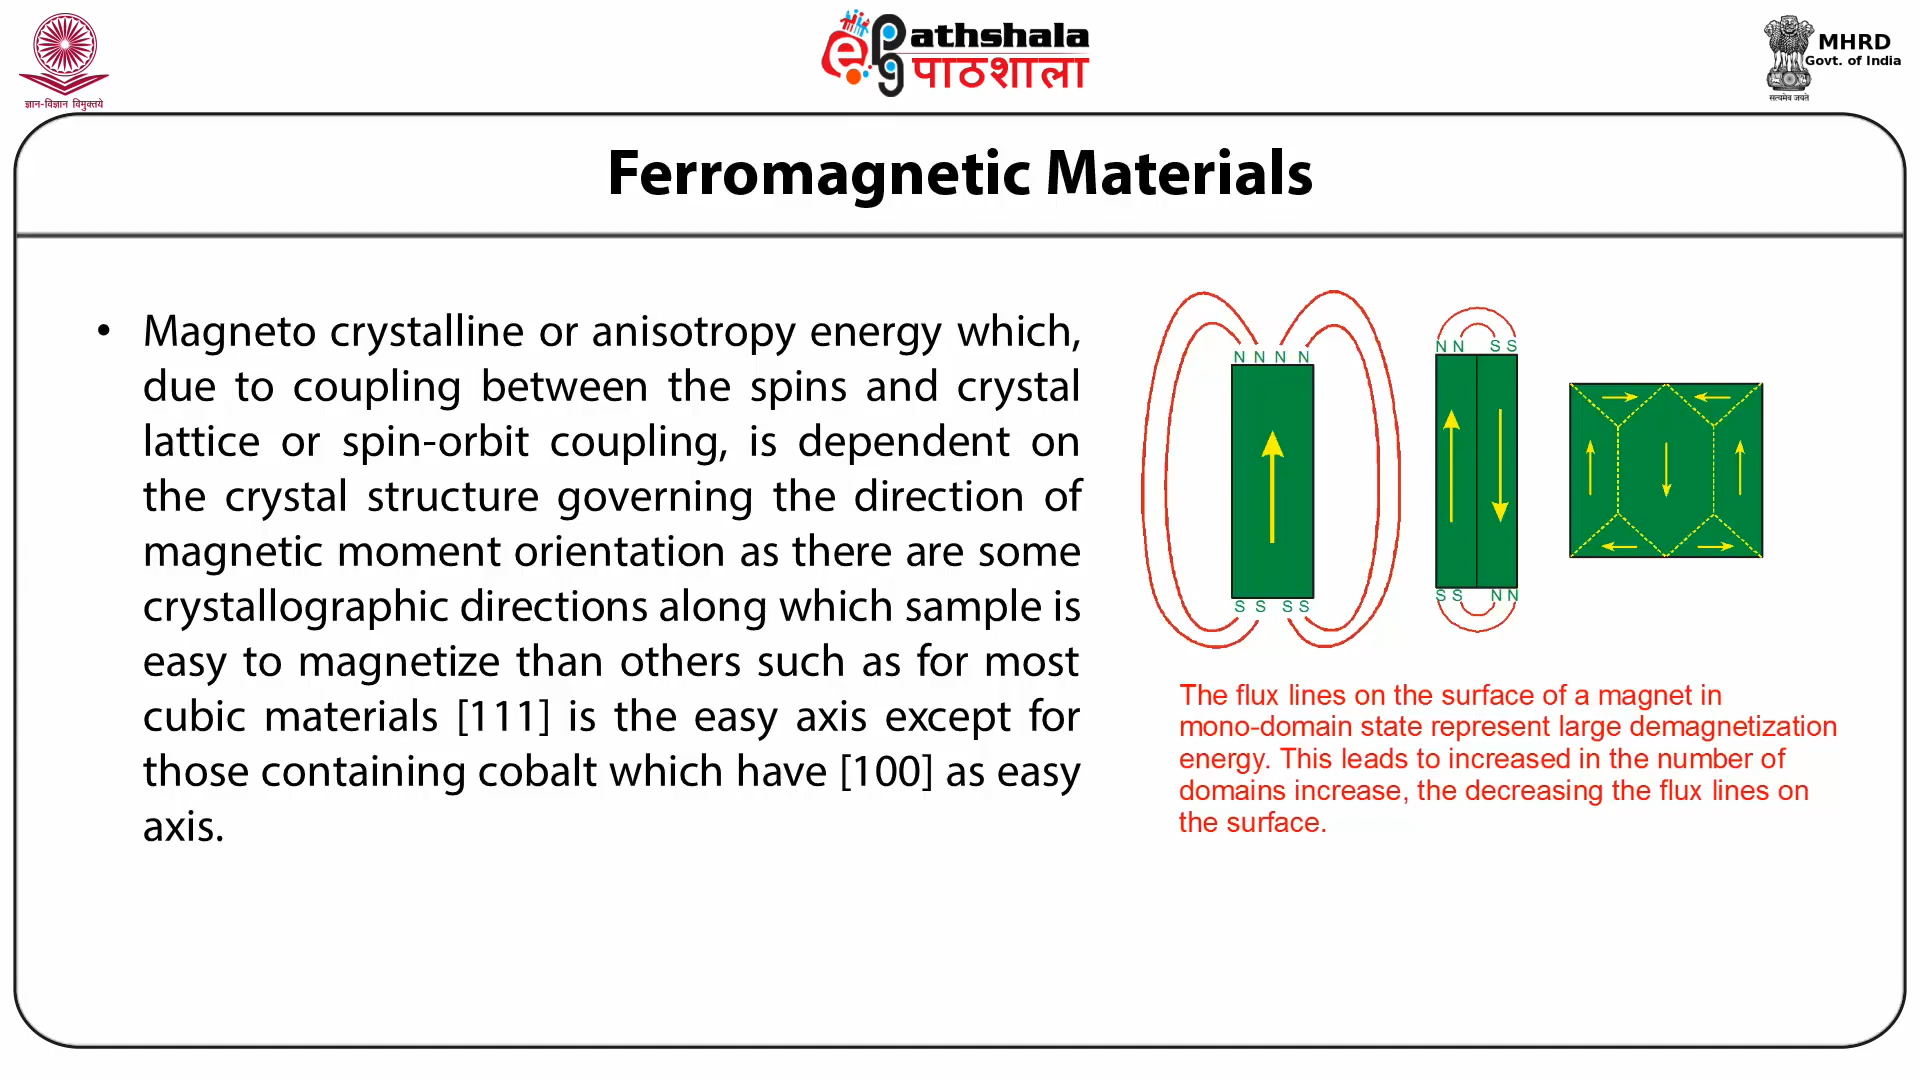 ज्ञान-विज्ञान विमुक्तये
ePathshala
पाठशाला
MHRD
Govt. of India
सत्यमेव जयते
Ferromagnetic Materials
• Magneto crystalline or anisotropy energy which,
due to coupling between the spins and crystal
lattice or spin-orbit coupling, is dependent on
the crystal structure governing the direction of
magnetic moment orientation as there are some
crystallographic directions along which sample is
easy to magnetize than others such as for most
cubic materials [111] is the easy axis except for
those containing cobalt which have [100] as easy
axis.
N N N N
S S S S
N N S S
S S N N
The flux lines on the surface of a magnet in
mono-domain state represent large demagnetization
energy. This leads to increased in the number of
domains increase, the decreasing the flux lines on
the surface.